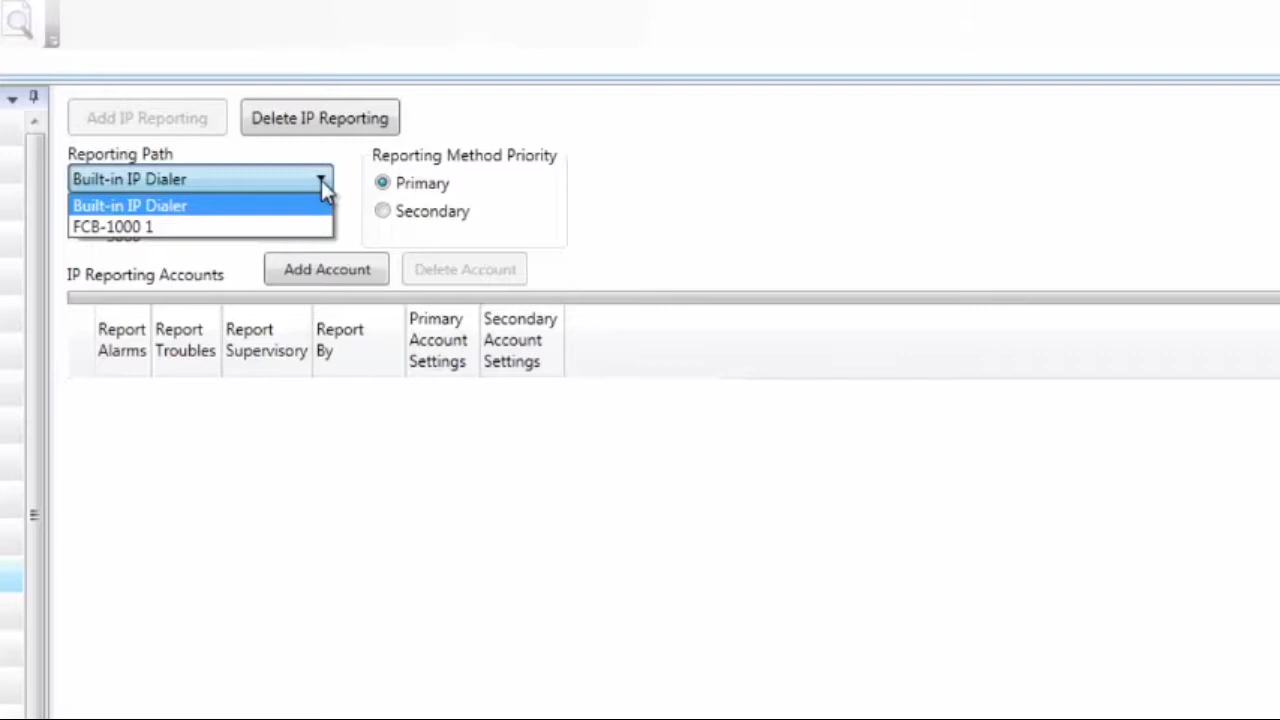 Add IP Reporting
Delete IP Reporting
Reporting Path
Built-in IP Dialer
Built-in IP Dialer
FCB-1000 1
Reporting Method Priority
Primary
Secondary
IP Reporting Accounts
Add Account
Delete Account
Report Alarms
Report Troubles
Report Supervisory
Report By
Primary Account Settings
Secondary Account Settings